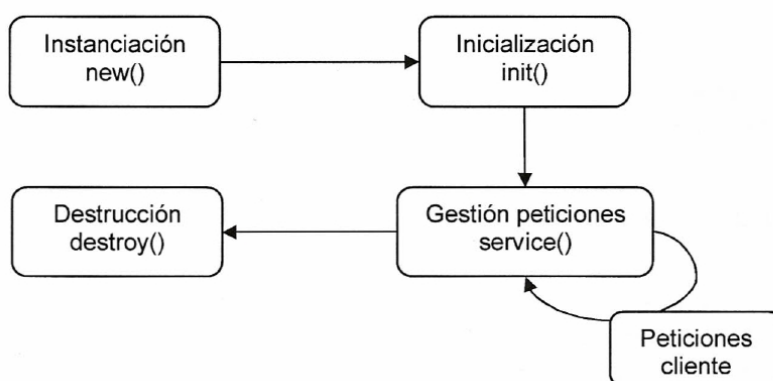 Instanciación
new()
Inicialización
init()
Destrucción
destroy()
Gestión peticiones
service()
Peticiones
cliente